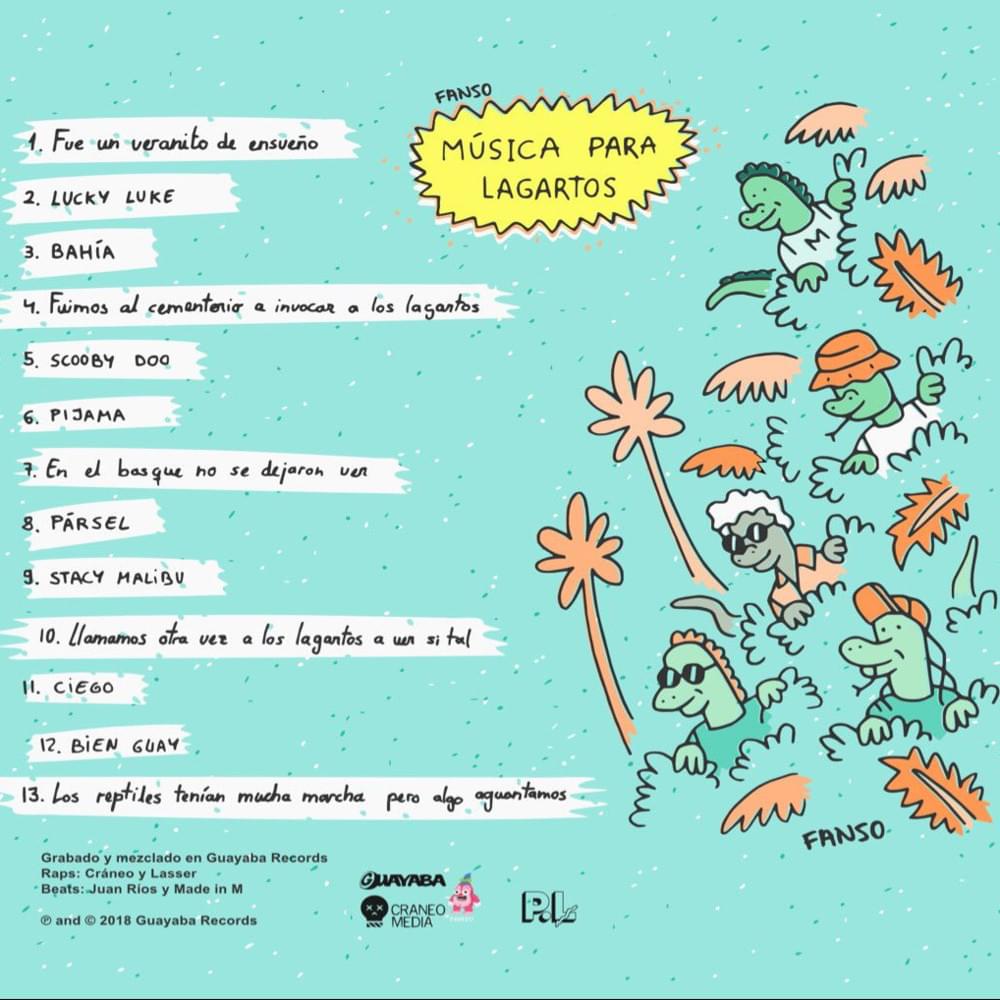 FANSO
MÚSICA PARA
LAGARTOS
1. Fue un veranito de ensueño
2. LUCKY LUKE
3. BAHÍA
4. Fuimos al cementerio a invocar a los lagartos
5. SCOOBY DOO
6. PIJAMA
7. En el bosque no se dejaron ver
8. PÁRSEL
9. STACY MALIBU
10. Llamamos otra vez a los lagartos a un si tal
11. CIEGO
12. BIEN GUAY
13. Los reptiles tenían mucha marcha pero algo aguantamos
M
FANSO
Grabado y mezclado en Guayaba Records
Raps: Cráneo y Lasser
Beats: Juan Ríos y Made in M
℗ and © 2018 Guayaba Records
GUAYABA
CRANEO
MEDIA
FANSO